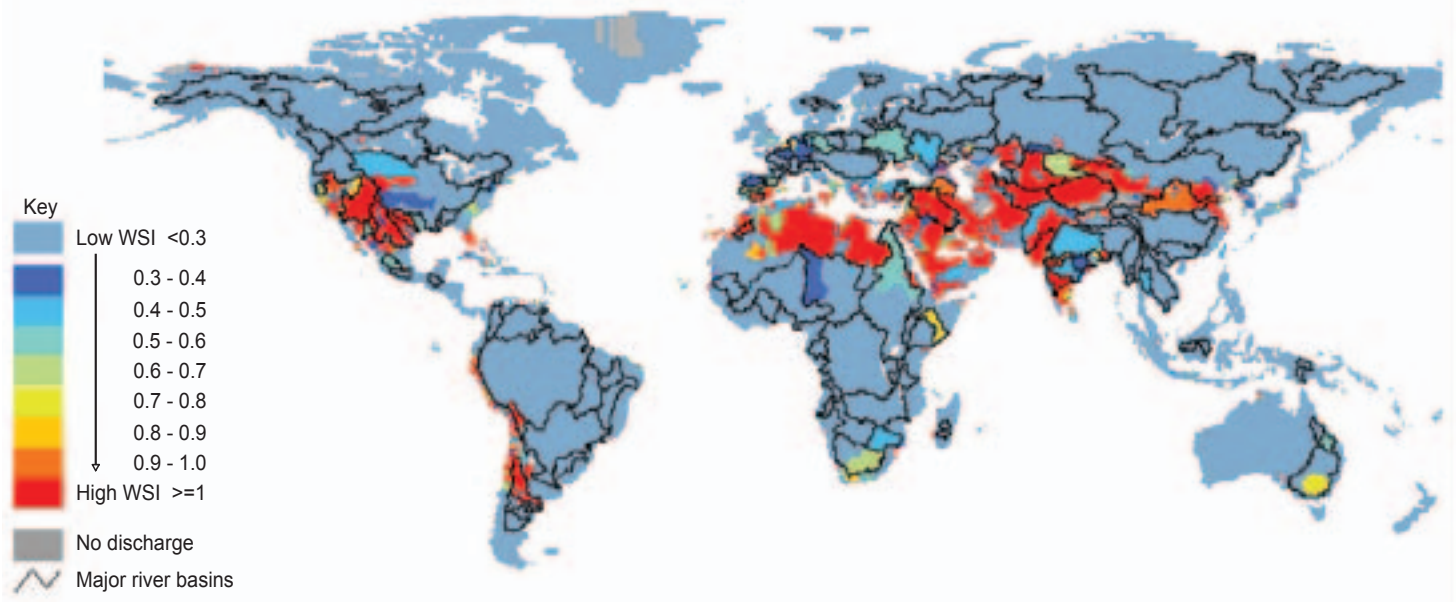 Key
Low WSI <0.3
0.3 - 0.4
0.4 - 0.5
0.5 - 0.6
0.6 - 0.7
0.7 - 0.8
0.8 - 0.9
0.9 - 1.0
High WSI >=1
No discharge
Major river basins